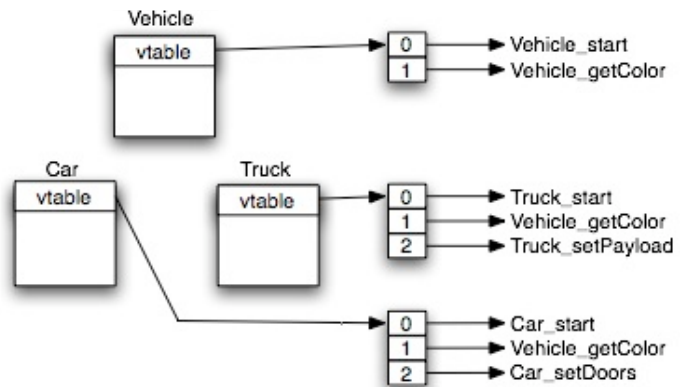 Vehicle
vtable
0 Vehicle_start
1 Vehicle_getColor
Car
vtable
Truck
vtable
0 Truck_start
1 Vehicle_getColor
2 Truck_setPayload
0 Car_start
1 Vehicle_getColor
2 Car_setDoors